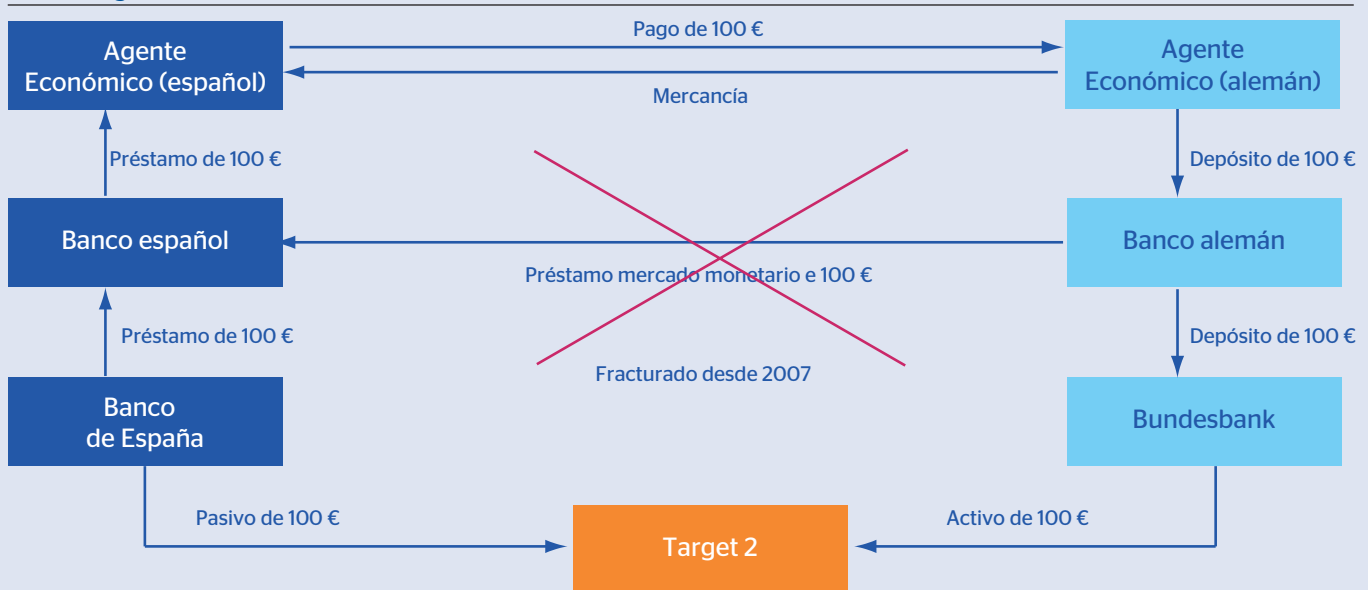 Pago de 100 €
Agente
Económico (español)
Agente
Económico (alemán)
Mercancía
Préstamo de 100 €
Depósito de 100 €
Banco español
Banco alemán
Préstamo mercado monetario e 100 €
Préstamo de 100 €
Depósito de 100 €
Fracturado desde 2007
Banco
de España
Bundesbank
Pasivo de 100 €
Activo de 100 €
Target 2